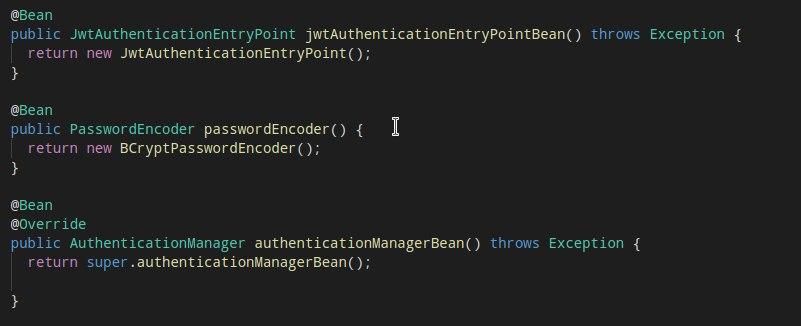 @Bean
public JwtAuthenticationEntryPoint jwtAuthenticationEntryPointBean() throws Exception {
return new JwtAuthenticationEntryPoint();
}
@Bean
public PasswordEncoder passwordEncoder() {
return new BCryptPasswordEncoder();
}
@Bean
@Override
public AuthenticationManager authenticationManagerBean() throws Exception {
return super.authenticationManagerBean();
}